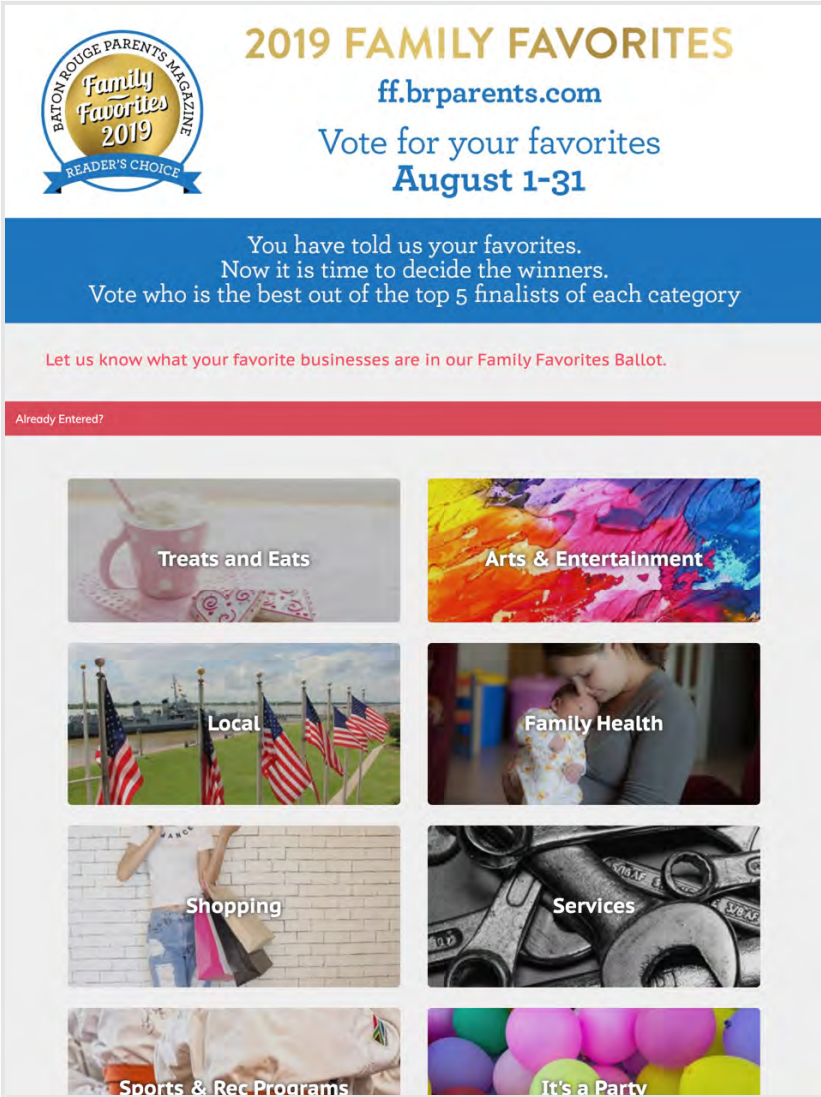 BATON ROUGE PARENTS MAGAZINE
Family
Favorites
2019
READER'S CHOICE
2019 FAMILY FAVORITES
ff.brparents.com
Vote for your favorites
August 1-31
You have told us your favorites.
Now it is time to decide the winners.
Vote who is the best out of the top 5 finalists of each category
Let us know what your favorite businesses are in our Family Favorites Ballot.
Already Entered?
Treats and Eats
Arts & Entertainment
Local
Family Health
Shopping
Services
Sports & Rec Programs
It's a Party